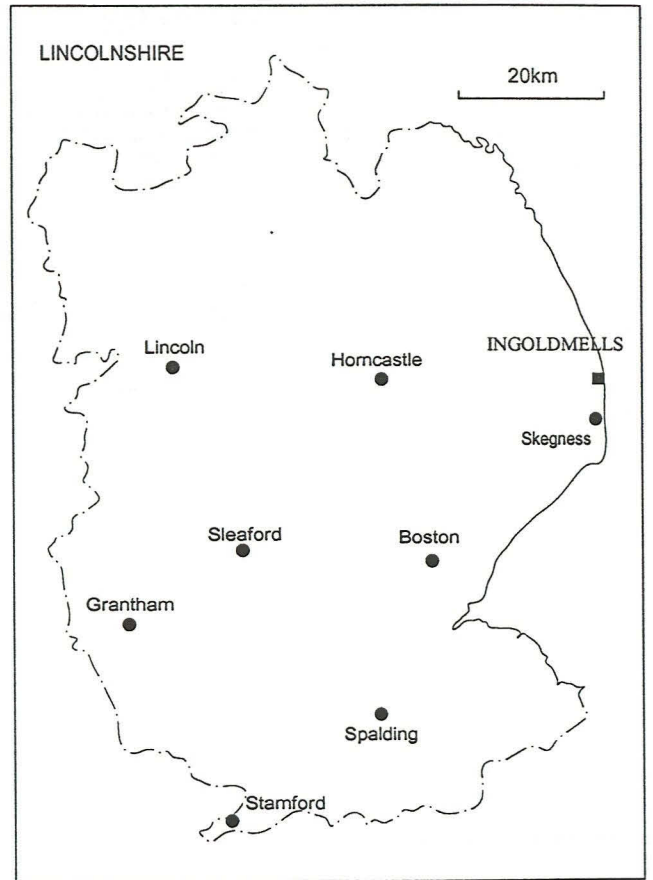 LINCOLNSHIRE
20km
INGOLDMELLS
Lincoln
Horncastle
Skegness
Sleaford
Boston
Grantham
Spalding
Stamford